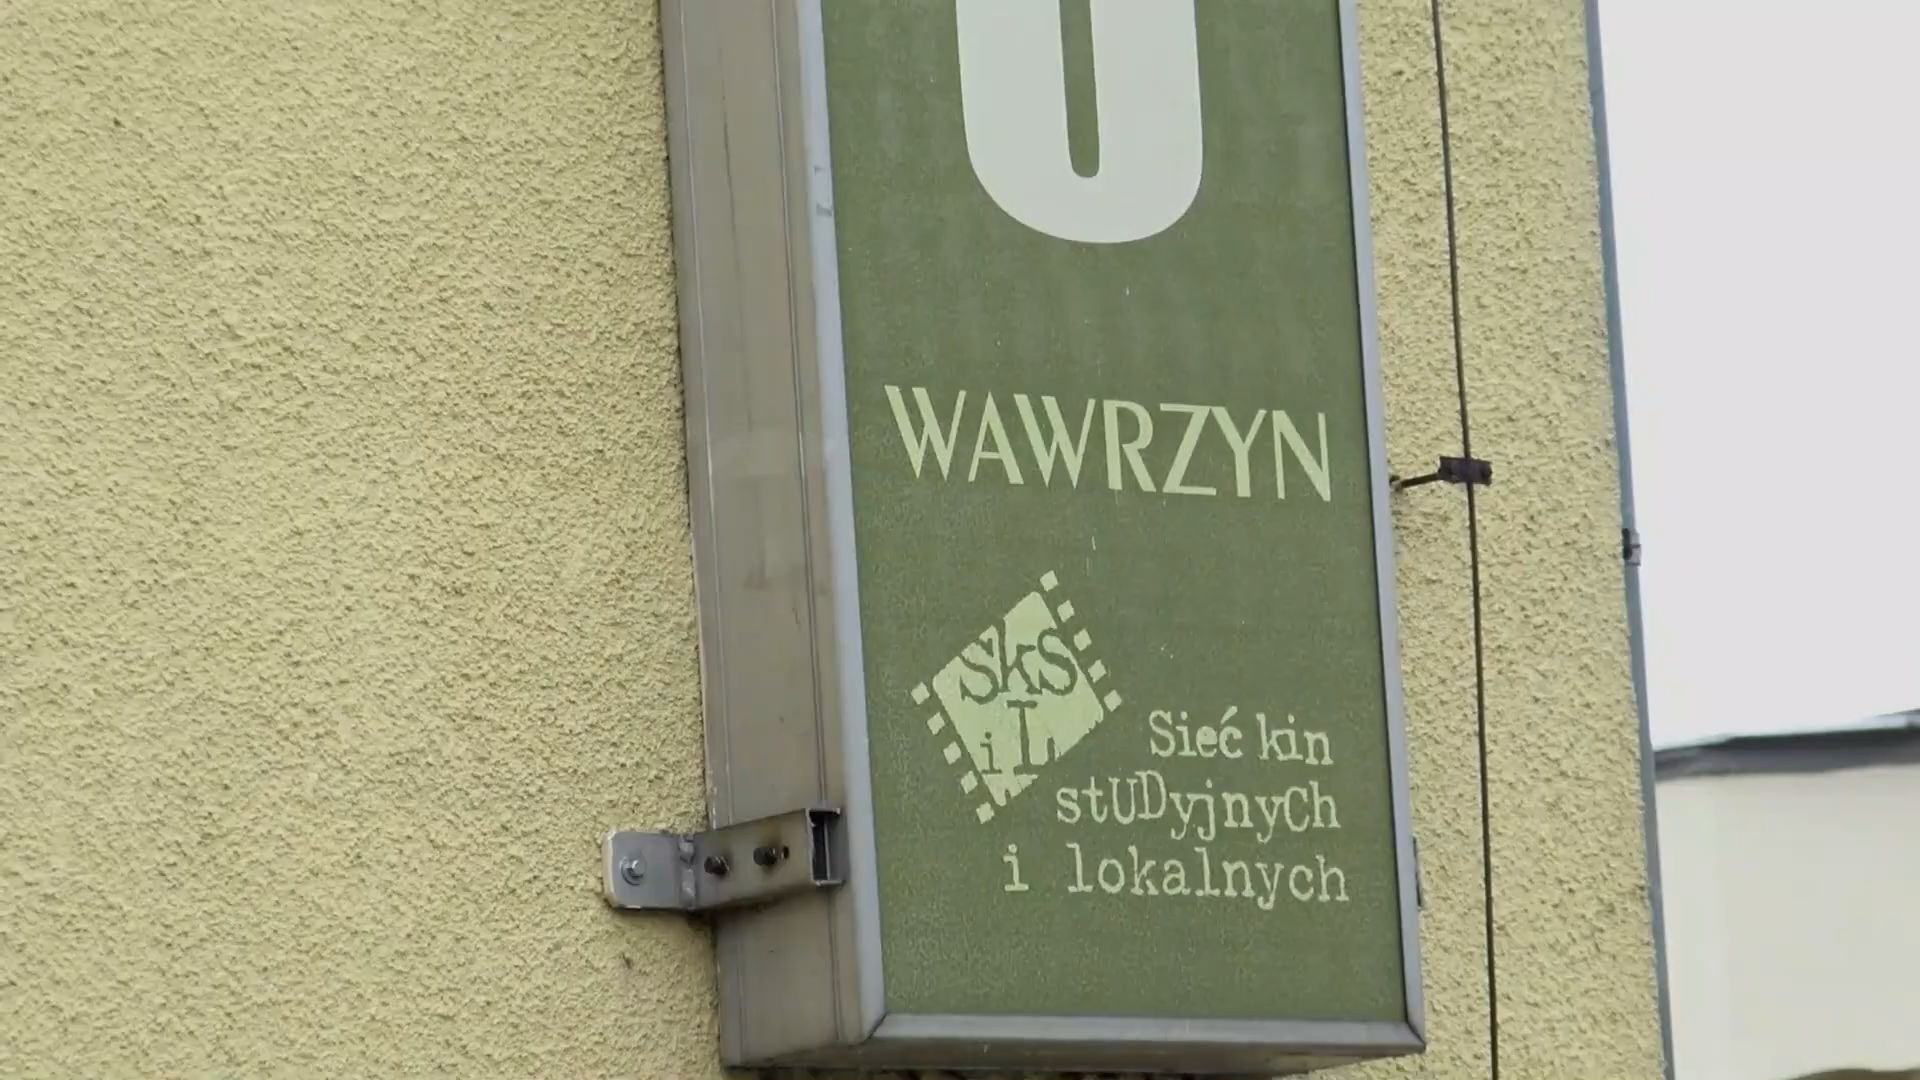 WAWRZYN
sks
i L
Sieć kin
stUDyjnyCh
i lokalnych